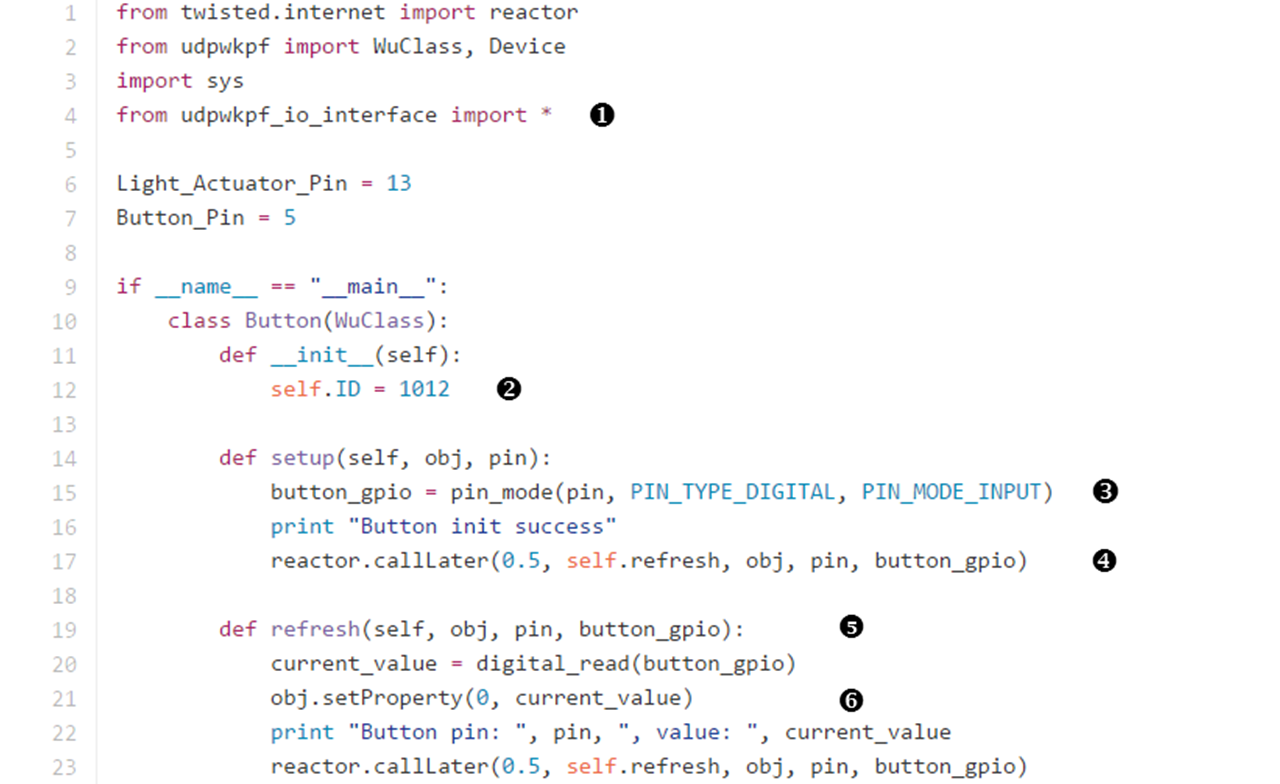 1 from twisted.internet import reactor
2 from udpwkpf import WuClass, Device
3 import sys
4 from udpwkpf_io_interface import * ❶
5
6 Light_Actuator_Pin = 13
7 Button_Pin = 5
8
9 if __name__ == "__main__":
10     class Button(WuClass):
11         def __init__(self):
12             self.ID = 1012 ❷
13
14         def setup(self, obj, pin):
15             button_gpio = pin_mode(pin, PIN_TYPE_DIGITAL, PIN_MODE_INPUT) ❸
16             print "Button init success"
17             reactor.callLater(0.5, self.refresh, obj, pin, button_gpio) ❹
18
19         def refresh(self, obj, pin, button_gpio): ❺
20             current_value = digital_read(button_gpio)
21             obj.setProperty(0, current_value) ❻
22             print "Button pin: ", pin, ", value: ", current_value
23             reactor.callLater(0.5, self.refresh, obj, pin, button_gpio)